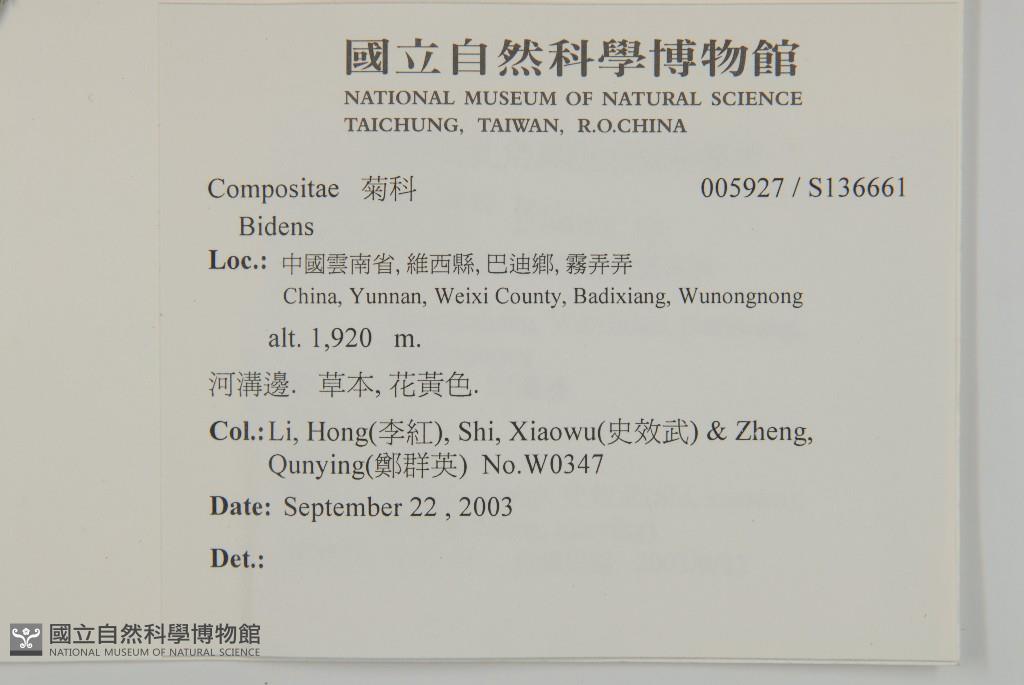 國立自然科學博物館
NATIONAL MUSEUM OF NATURAL SCIENCE
TAICHUNG, TAIWAN, R.O.CHINA
Compositae 菊科 005927 / S136661
Bidens
Loc.: 中國雲南省, 維西縣, 巴迪鄉, 霧弄弄
China, Yunnan, Weixi County, Badixiang, Wunongnong
alt. 1,920 m.
河溝邊. 草本, 花黃色.
Col.: Li, Hong(李紅), Shi, Xiaowu(史效武) & Zheng,
Qunying(鄭群英) No.W0347
Date: September 22 , 2003
Det.:
國立自然科學博物館
NATIONAL MUSEUM OF NATURAL SCIENCE